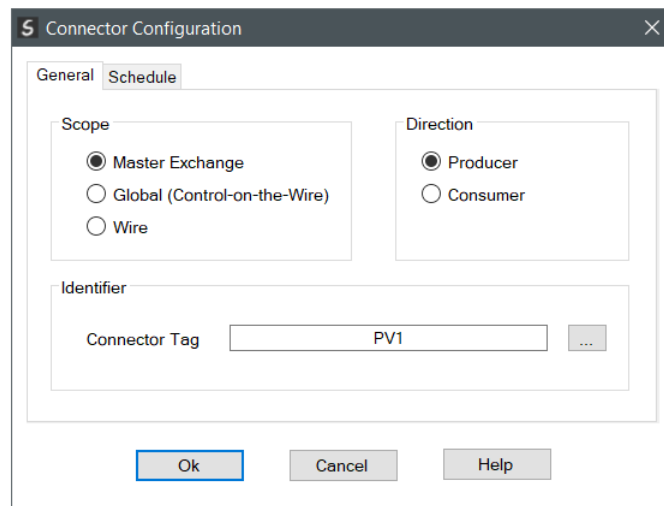 S Connector Configuration
General Schedule
Scope
Master Exchange
Global (Control-on-the-Wire)
Wire
Direction
Producer
Consumer
Identifier
Connector Tag PV1 ...
Ok Cancel Help